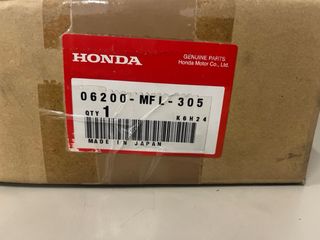 HONDA
GENUINE PARTS
Honda Motor Co., Ltd.
06200-MFL-305
QTY 1
K6H24
MADE IN JAPAN